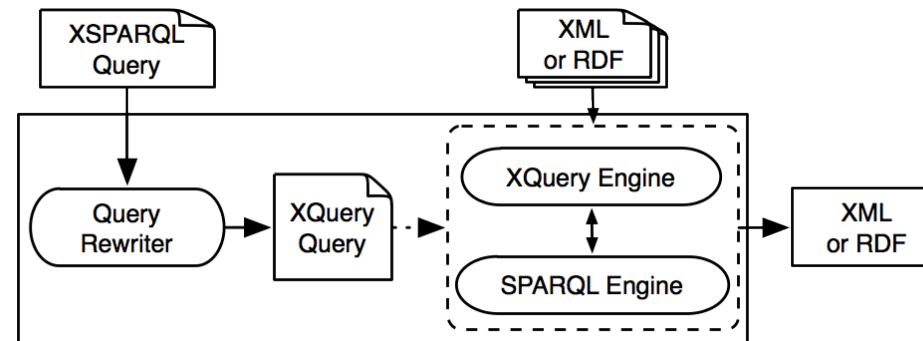 XSPARQL
Query
XML
or RDF
Query
Rewriter
XQuery
Query
XQuery Engine
SPARQL Engine
XML
or RDF